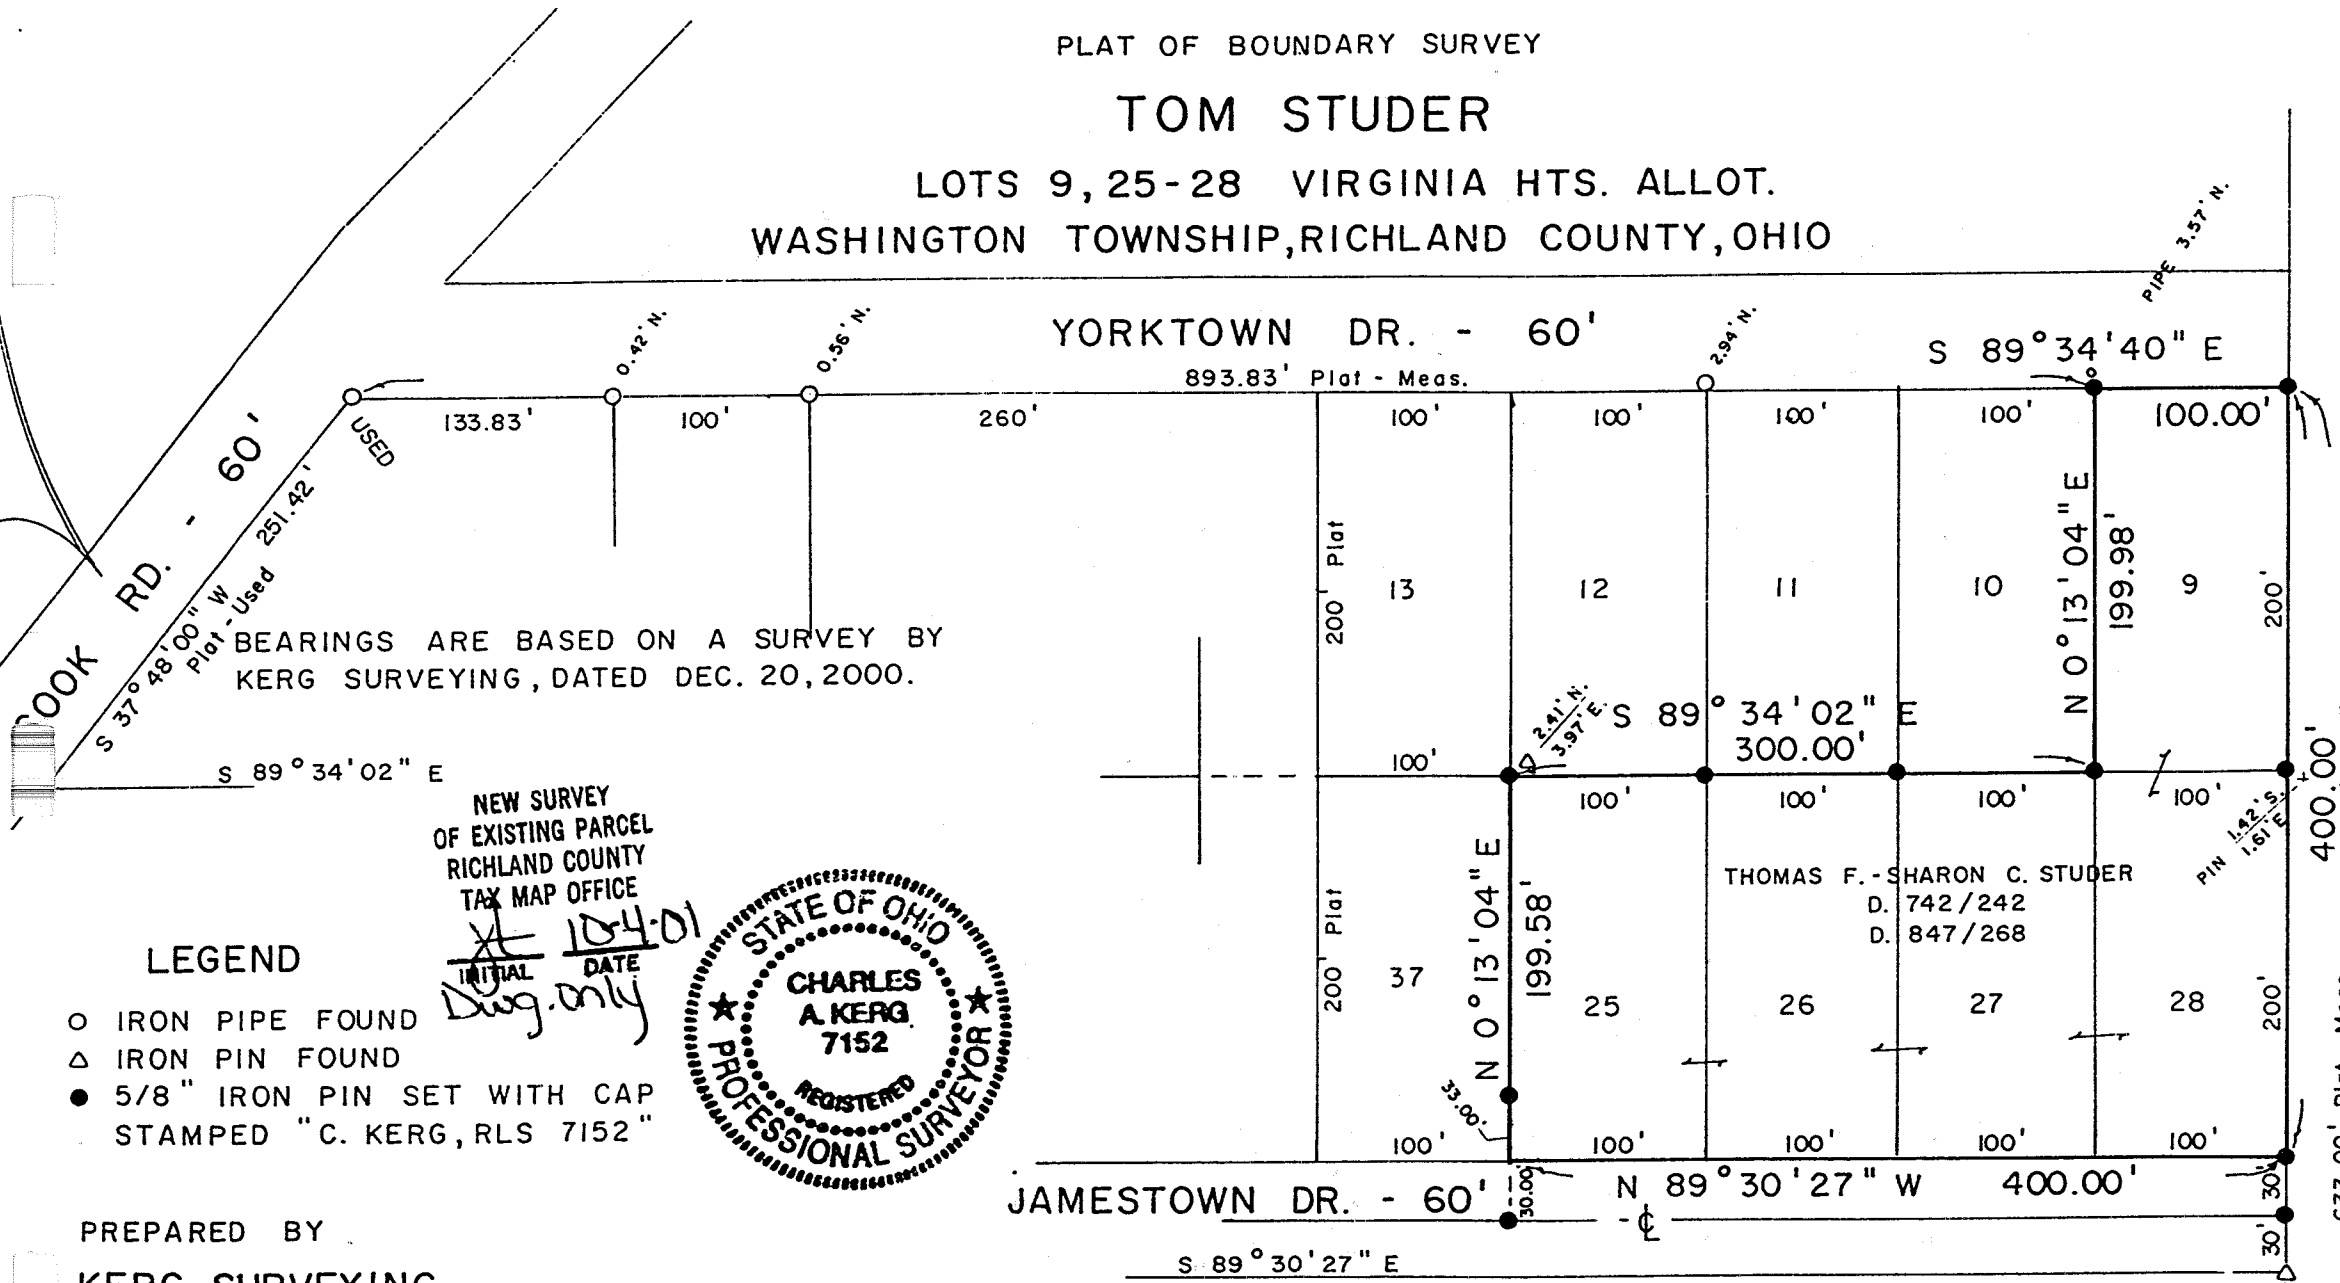 PLAT OF BOUNDARY SURVEY
TOM STUDER
LOTS 9, 25-28 VIRGINIA HTS. ALLOT.
WASHINGTON TOWNSHIP, RICHLAND COUNTY, OHIO
PIPE 3.57' N.
0.42' N.
0.56' N.
YORKTOWN DR. - 60'
2.94' N.
S 89°34'40" E
893.83' Plat - Meas.
133.83'
100'
260'
100'
100'
100'
100'
100.00'
USED
COOK RD. - 60'
S 37°48'00" W 251.42'
Plat - Used
200' Plat
13
12
11
10
9
N 0°13'04" E
199.98'
200'
BEARINGS ARE BASED ON A SURVEY BY
KERG SURVEYING, DATED DEC. 20, 2000.
2.41' N.
3.97' E.
S 89°34'02" E
300.00'
S 89°34'02" E
100'
100'
100'
100'
100'
400.00'
PIN 1.42' S.
1.61' E.
NEW SURVEY
OF EXISTING PARCEL
RICHLAND COUNTY
TAX MAP OFFICE
10-4-01
INITIAL DATE
Dwg. only
STATE OF OHIO
CHARLES
A. KERG
7152
REGISTERED
PROFESSIONAL SURVEYOR
THOMAS F. - SHARON C. STUDER
D. 742/242
D. 847/268
200' Plat
37
N 0°13'04" E
199.58'
25
26
27
28
200'
LEGEND
IRON PIPE FOUND
IRON PIN FOUND
5/8" IRON PIN SET WITH CAP
STAMPED "C. KERG, RLS 7152"
33.00'
100'
100'
100'
100'
100'
JAMESTOWN DR. - 60'
30.00'
N 89°30'27" W 400.00'
30'
℄
30'
S 89°30'27" E
PREPARED BY
KERG SURVEYING